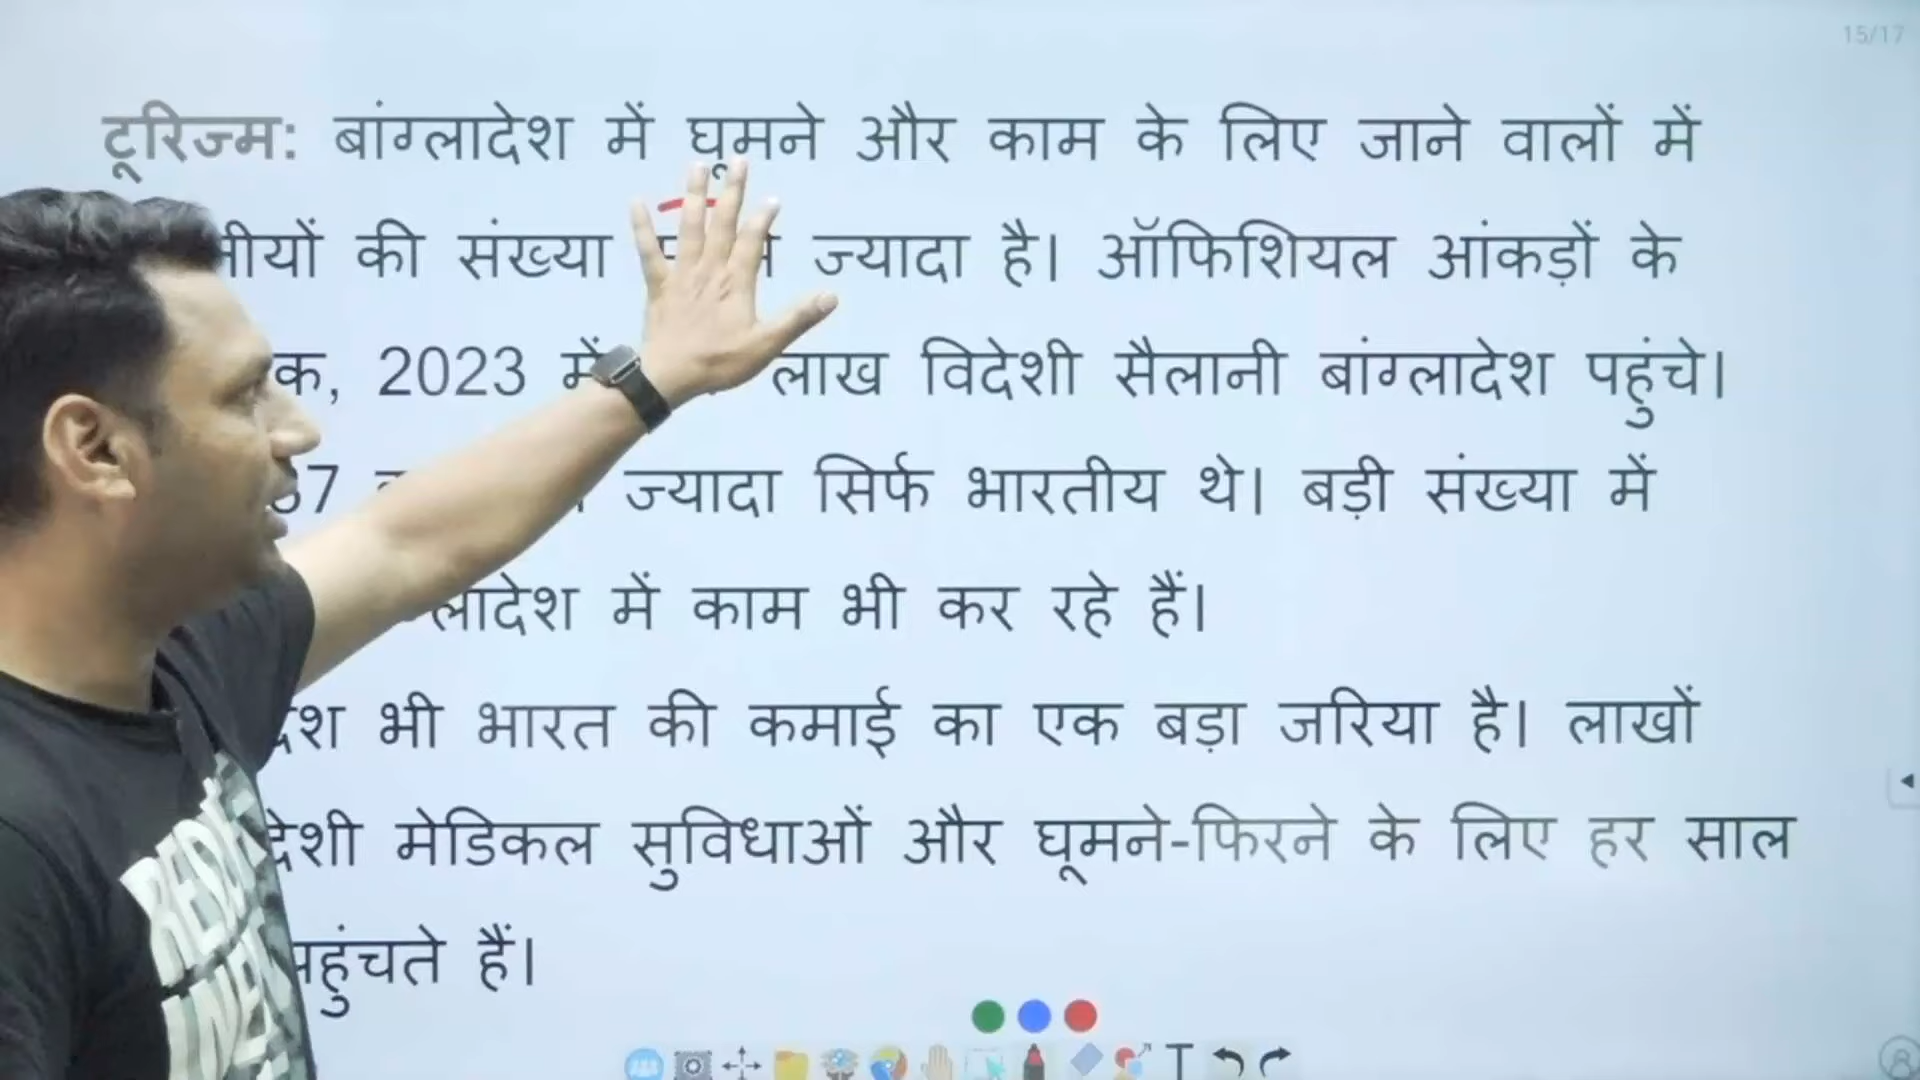 15/17
टूरिज्म: बांग्लादेश में घूमने और काम के लिए जाने वालों में
की संख्या ज्यादा है। ऑफिशियल आंकड़ों के
2023 में लाख विदेशी सैलानी बांग्लादेश पहुंचे।
ज्यादा सिर्फ भारतीय थे। बड़ी संख्या में
में काम भी कर रहे हैं।
भी भारत की कमाई का एक बड़ा जरिया है। लाखों
मेडिकल सुविधाओं और घूमने-फिरने के लिए हर साल
पहुंचते हैं।